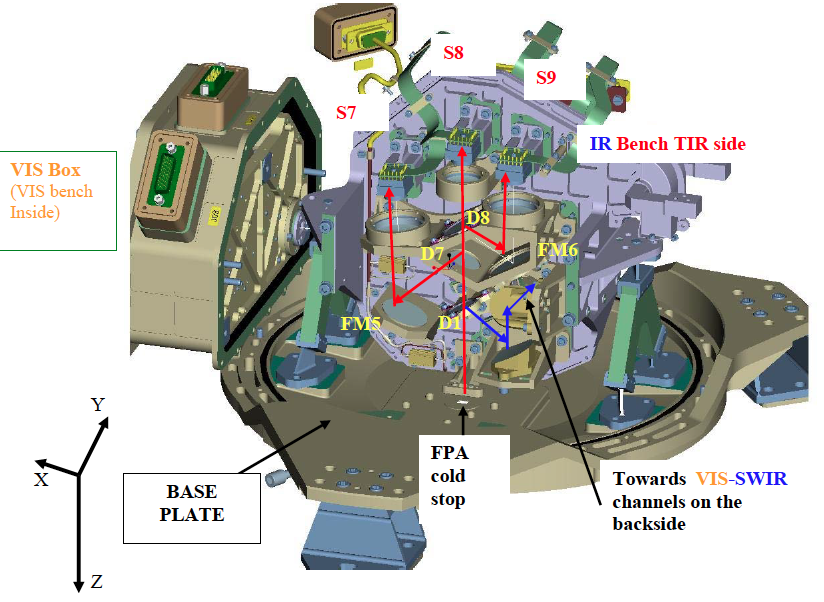 S8
S9
S7
IR Bench TIR side
VIS Box
(VIS bench
Inside)
D8
D7
FM6
FM5
D1
Y
X
Z
BASE
PLATE
FPA
cold
stop
Towards VIS-SWIR
channels on the
backside